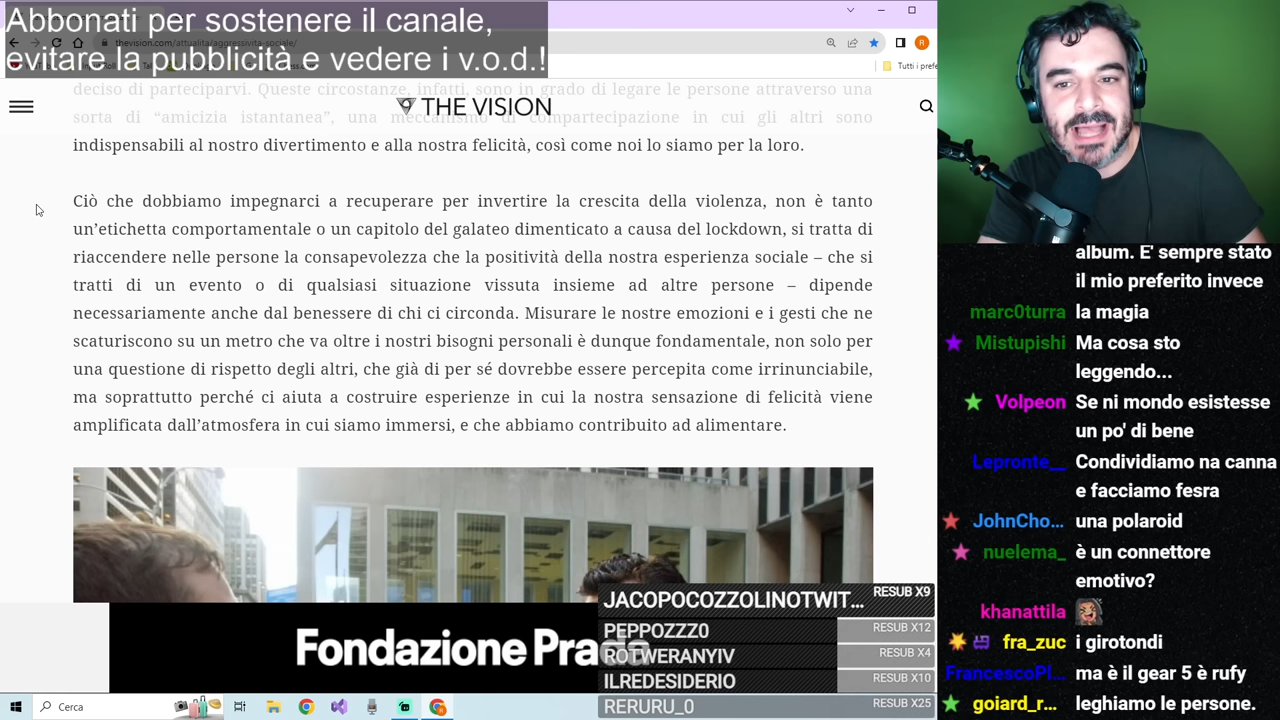 Abbonati per sostenere il canale,
evitare la pubblicità e vedere i v.o.d.!
thevision.com/attualita/aggressivita-sociale/
R
Tutti i prefe
deciso di parteciparvi. Queste circostanze, infatti, sono in grado di legare le persone attraverso una
THE VISION
sorta di “amicizia istantanea”, una meccanismo di compartecipazione in cui gli altri sono
indispensabili al nostro divertimento e alla nostra felicità, così come noi lo siamo per la loro.
Ciò che dobbiamo impegnarci a recuperare per invertire la crescita della violenza, non è tanto
un’etichetta comportamentale o un capitolo del galateo dimenticato a causa del lockdown, si tratta di
riaccendere nelle persone la consapevolezza che la positività della nostra esperienza sociale – che si
tratti di un evento o di qualsiasi situazione vissuta insieme ad altre persone – dipende
necessariamente anche dal benessere di chi ci circonda. Misurare le nostre emozioni e i gesti che ne
scaturiscono su un metro che va oltre i nostri bisogni personali è dunque fondamentale, non solo per
una questione di rispetto degli altri, che già di per sé dovrebbe essere percepita come irrinunciabile,
ma soprattutto perché ci aiuta a costruire esperienze in cui la nostra sensazione di felicità viene
amplificata dall’atmosfera in cui siamo immersi, e che abbiamo contribuito ad alimentare.
Fondazione Prada
JACOPOCOZZOLINOTWIT... RESUB X9
PEPPOZZZ0 RESUB X12
ROTWERANYIV RESUB X4
ILREDESIDERIO RESUB X10
RERURU_0 RESUB X25
Cerca
album. E' sempre stato
il mio preferito invece
marc0turra la magia
Mistupishi Ma cosa sto
leggendo...
Volpeon Se ni mondo esistesse
un po' di bene
Lepronte__ Condividiamo na canna
e facciamo fesra
JohnCho... una polaroid
nuelema_ è un connettore
emotivo?
khanattila
fra_zuc i girotondi
FrancescoPl... ma è il gear 5 è rufy
goiard_r... leghiamo le persone.